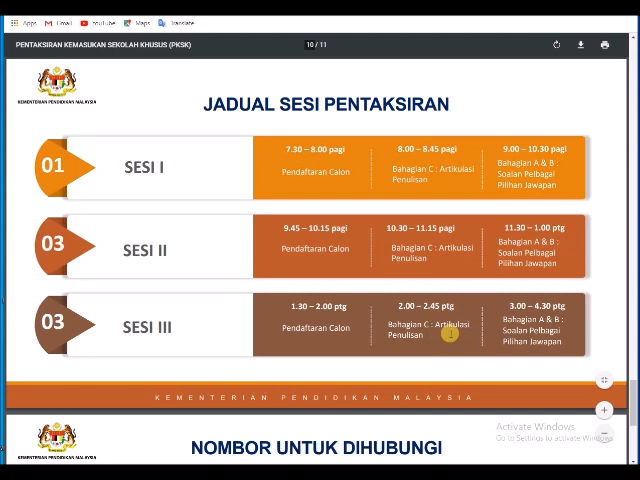 Apps Gmail YouTube Maps Translate
PENTAKSIRAN KEMASUKAN SEKOLAH KHUSUS (PKSK) 10 / 11
KEMENTERIAN PENDIDIKAN MALAYSIA
JADUAL SESI PENTAKSIRAN
01
SESI I
7.30 – 8.00 pagi
Pendaftaran Calon
8.00 – 8.45 pagi
Bahagian C : Artikulasi
Penulisan
9.00 – 10.30 pagi
Bahagian A & B :
Soalan Pelbagai
Pilihan Jawapan
03
SESI II
9.45 – 10.15 pagi
Pendaftaran Calon
10.30 – 11.15 pagi
Bahagian C : Artikulasi
Penulisan
11.30 – 1.00 ptg
Bahagian A & B :
Soalan Pelbagai
Pilihan Jawapan
03
SESI III
1.30 – 2.00 ptg
Pendaftaran Calon
2.00 – 2.45 ptg
Bahagian C : Artikulasi
Penulisan
3.00 – 4.30 ptg
Bahagian A & B :
Soalan Pelbagai
Pilihan Jawapan
KEMENTERIAN PENDIDIKAN MALAYSIA
Activate Windows
Go to Settings to activate Windows.
KEMENTERIAN PENDIDIKAN MALAYSIA
NOMBOR UNTUK DIHUBUNGI